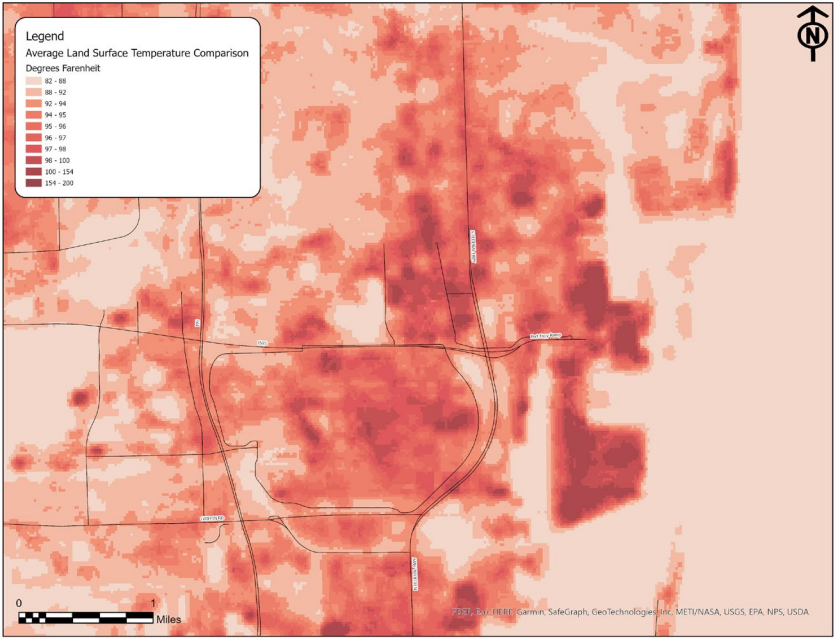 Legend
Average Land Surface Temperature Comparison
Degrees Farenheit
82 - 88
88 - 92
92 - 94
94 - 95
95 - 96
96 - 97
97 - 98
98 - 100
100 - 154
154 - 200
N
0 1
Miles
HERE, Garmin, SafeGraph, GeoTechnologies, Inc, METI/NASA, USGS, EPA, NPS, USDA